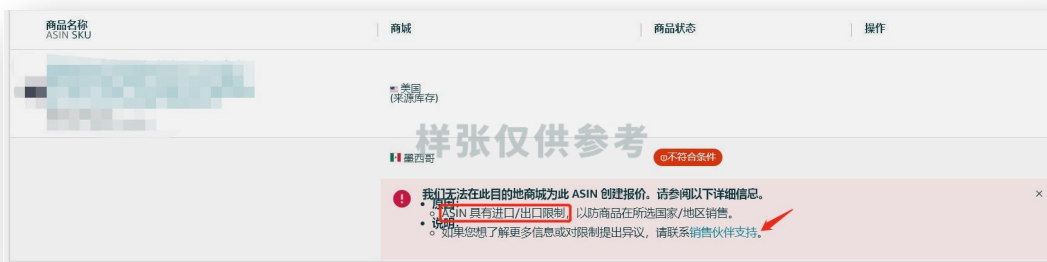 商品名称
ASIN SKU
商城
商品状态
操作
美国
(来源库存)
样张仅供参考
墨西哥
不符合条件
我们无法在此目的地商城为此 ASIN 创建报价。请参阅以下详细信息。
原因:
ASIN 具有进口/出口限制,以防商品在所选国家/地区销售。
说明:
如果您想了解更多信息或对限制提出异议,请联系销售伙伴支持。